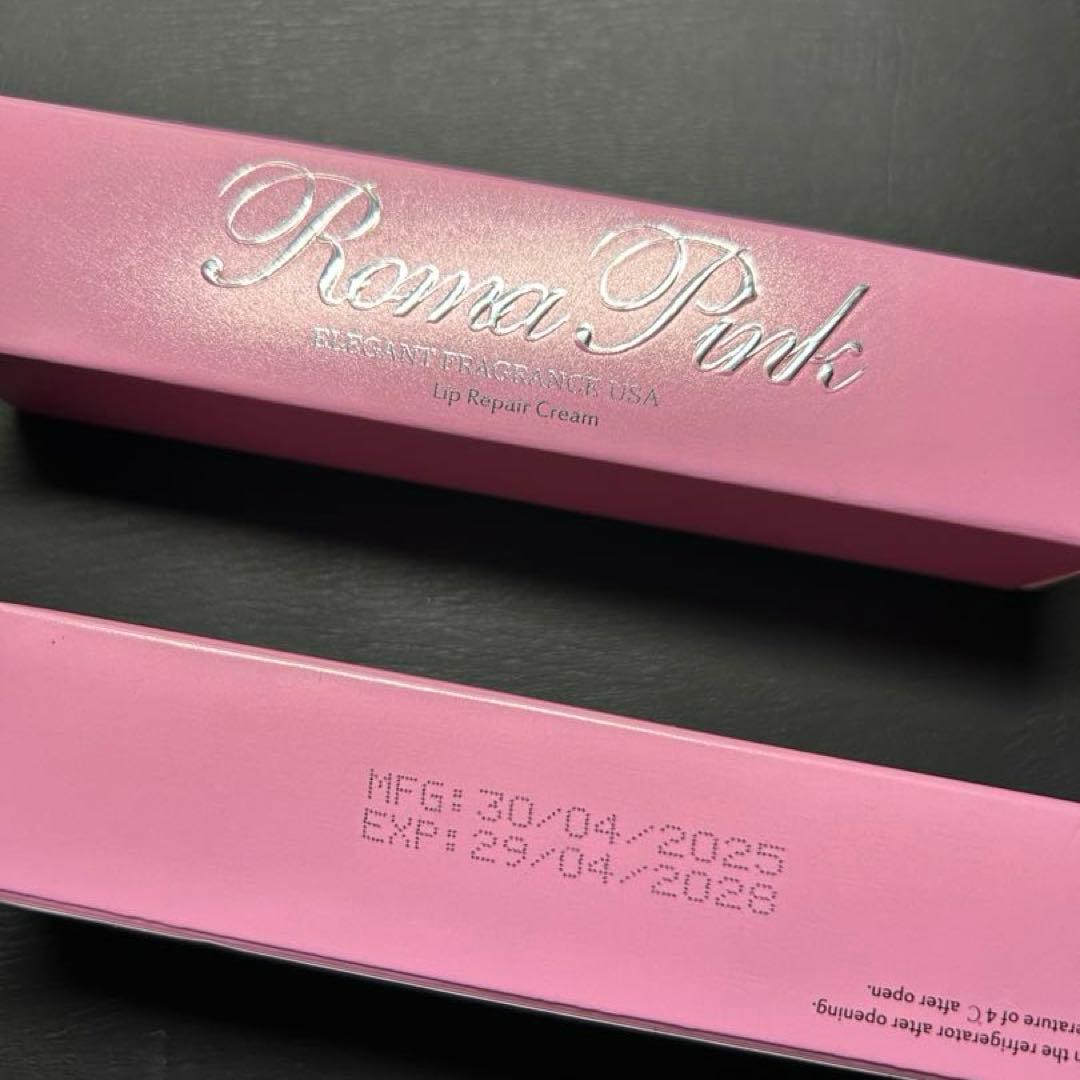 Roma Pink
ELEGANT FRAGRANCE USA
Lip Repair Cream
MFG: 30/04/2025
EXP: 29/04/2028
the refrigerator after opening.
of 4℃ after open.